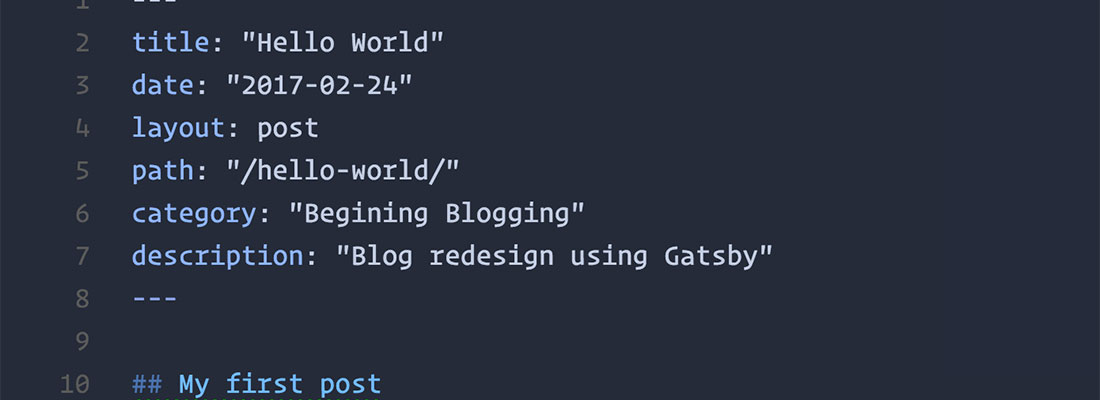 1 ---
2 title: "Hello World"
3 date: "2017-02-24"
4 layout: post
5 path: "/hello-world/"
6 category: "Begining Blogging"
7 description: "Blog redesign using Gatsby"
8 ---
9
10 ## My first post